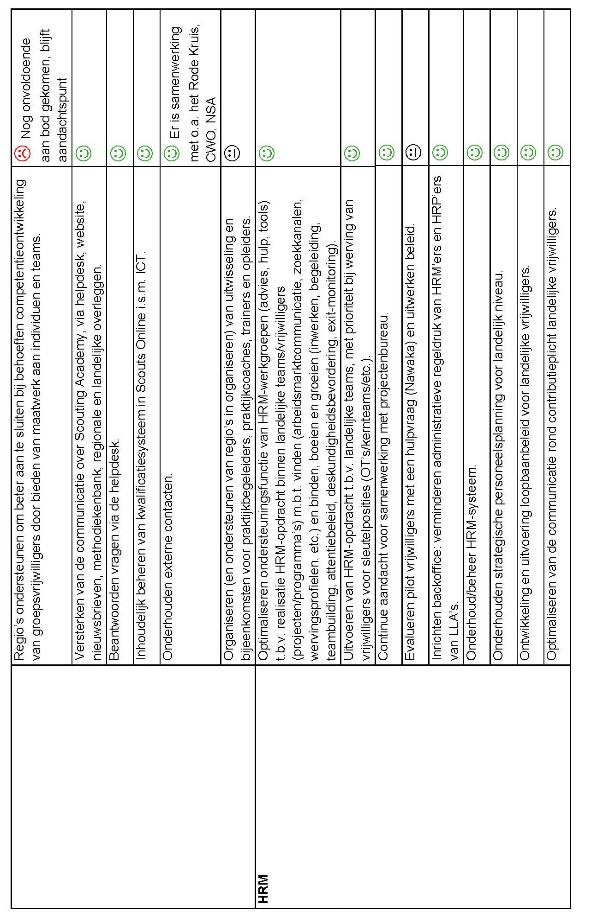 Regio's ondersteunen om beter aan te sluiten bij behoeften competentieontwikkeling
van groepsvrijwilligers door bieden van maatwerk aan individuen en teams.
Nog onvoldoende
aan bod gekomen, blijft
aandachtspunt
Versterken van de communicatie over Scouting Academy, via helpdesk, website,
nieuwsbrieven, methodiekenbank, regionale en landelijke overleggen.
Beantwoorden vragen via de helpdesk.
Inhoudelijk beheren van kwalificatiesysteem in Scouts Online i.s.m. ICT.
Onderhouden externe contacten.
Er is samenwerking
met o.a. het Rode Kruis,
CWO, NSA
Organiseren (en ondersteunen van regio's in organiseren) van uitwisseling en
bijeenkomsten voor praktijkbegeleiders, praktijkcoaches, trainers en opleiders.
HRM
Optimaliseren ondersteuningsfunctie van HRM-werkgroepen (advies, hulp, tools)
t.b.v. realisatie HRM-opdracht binnen landelijke teams/vrijwilligers
(projecten/programma's) m.b.t. vinden (arbeidsmarktcommunicatie, zoekkanalen,
wervingsprofielen. etc.) en binden, boeien en groeien (inwerken, begeleiding,
teambuilding, attentiebeleid, deskundigheidsbevordering, exit-monitoring).
Uitvoeren van HRM-opdracht t.b.v. landelijke teams, met prioriteit bij werving van
vrijwilligers voor sleutelposities (OT's/kernteams/etc.).
Continue aandacht voor samenwerking met projectenbureau.
Evalueren pilot vrijwilligers met een hulpvraag (Nawaka) en uitwerken beleid.
Inrichten backoffice: verminderen administratieve regeldruk van HRM'ers en HRP'ers
van LLA's.
Onderhoud/beheer HRM-systeem.
Onderhouden strategische personeelsplanning voor landelijk niveau.
Ontwikkeling en uitvoering loopbaanbeleid voor landelijke vrijwilligers.
Optimaliseren van de communicatie rond contributieplicht landelijke vrijwilligers.